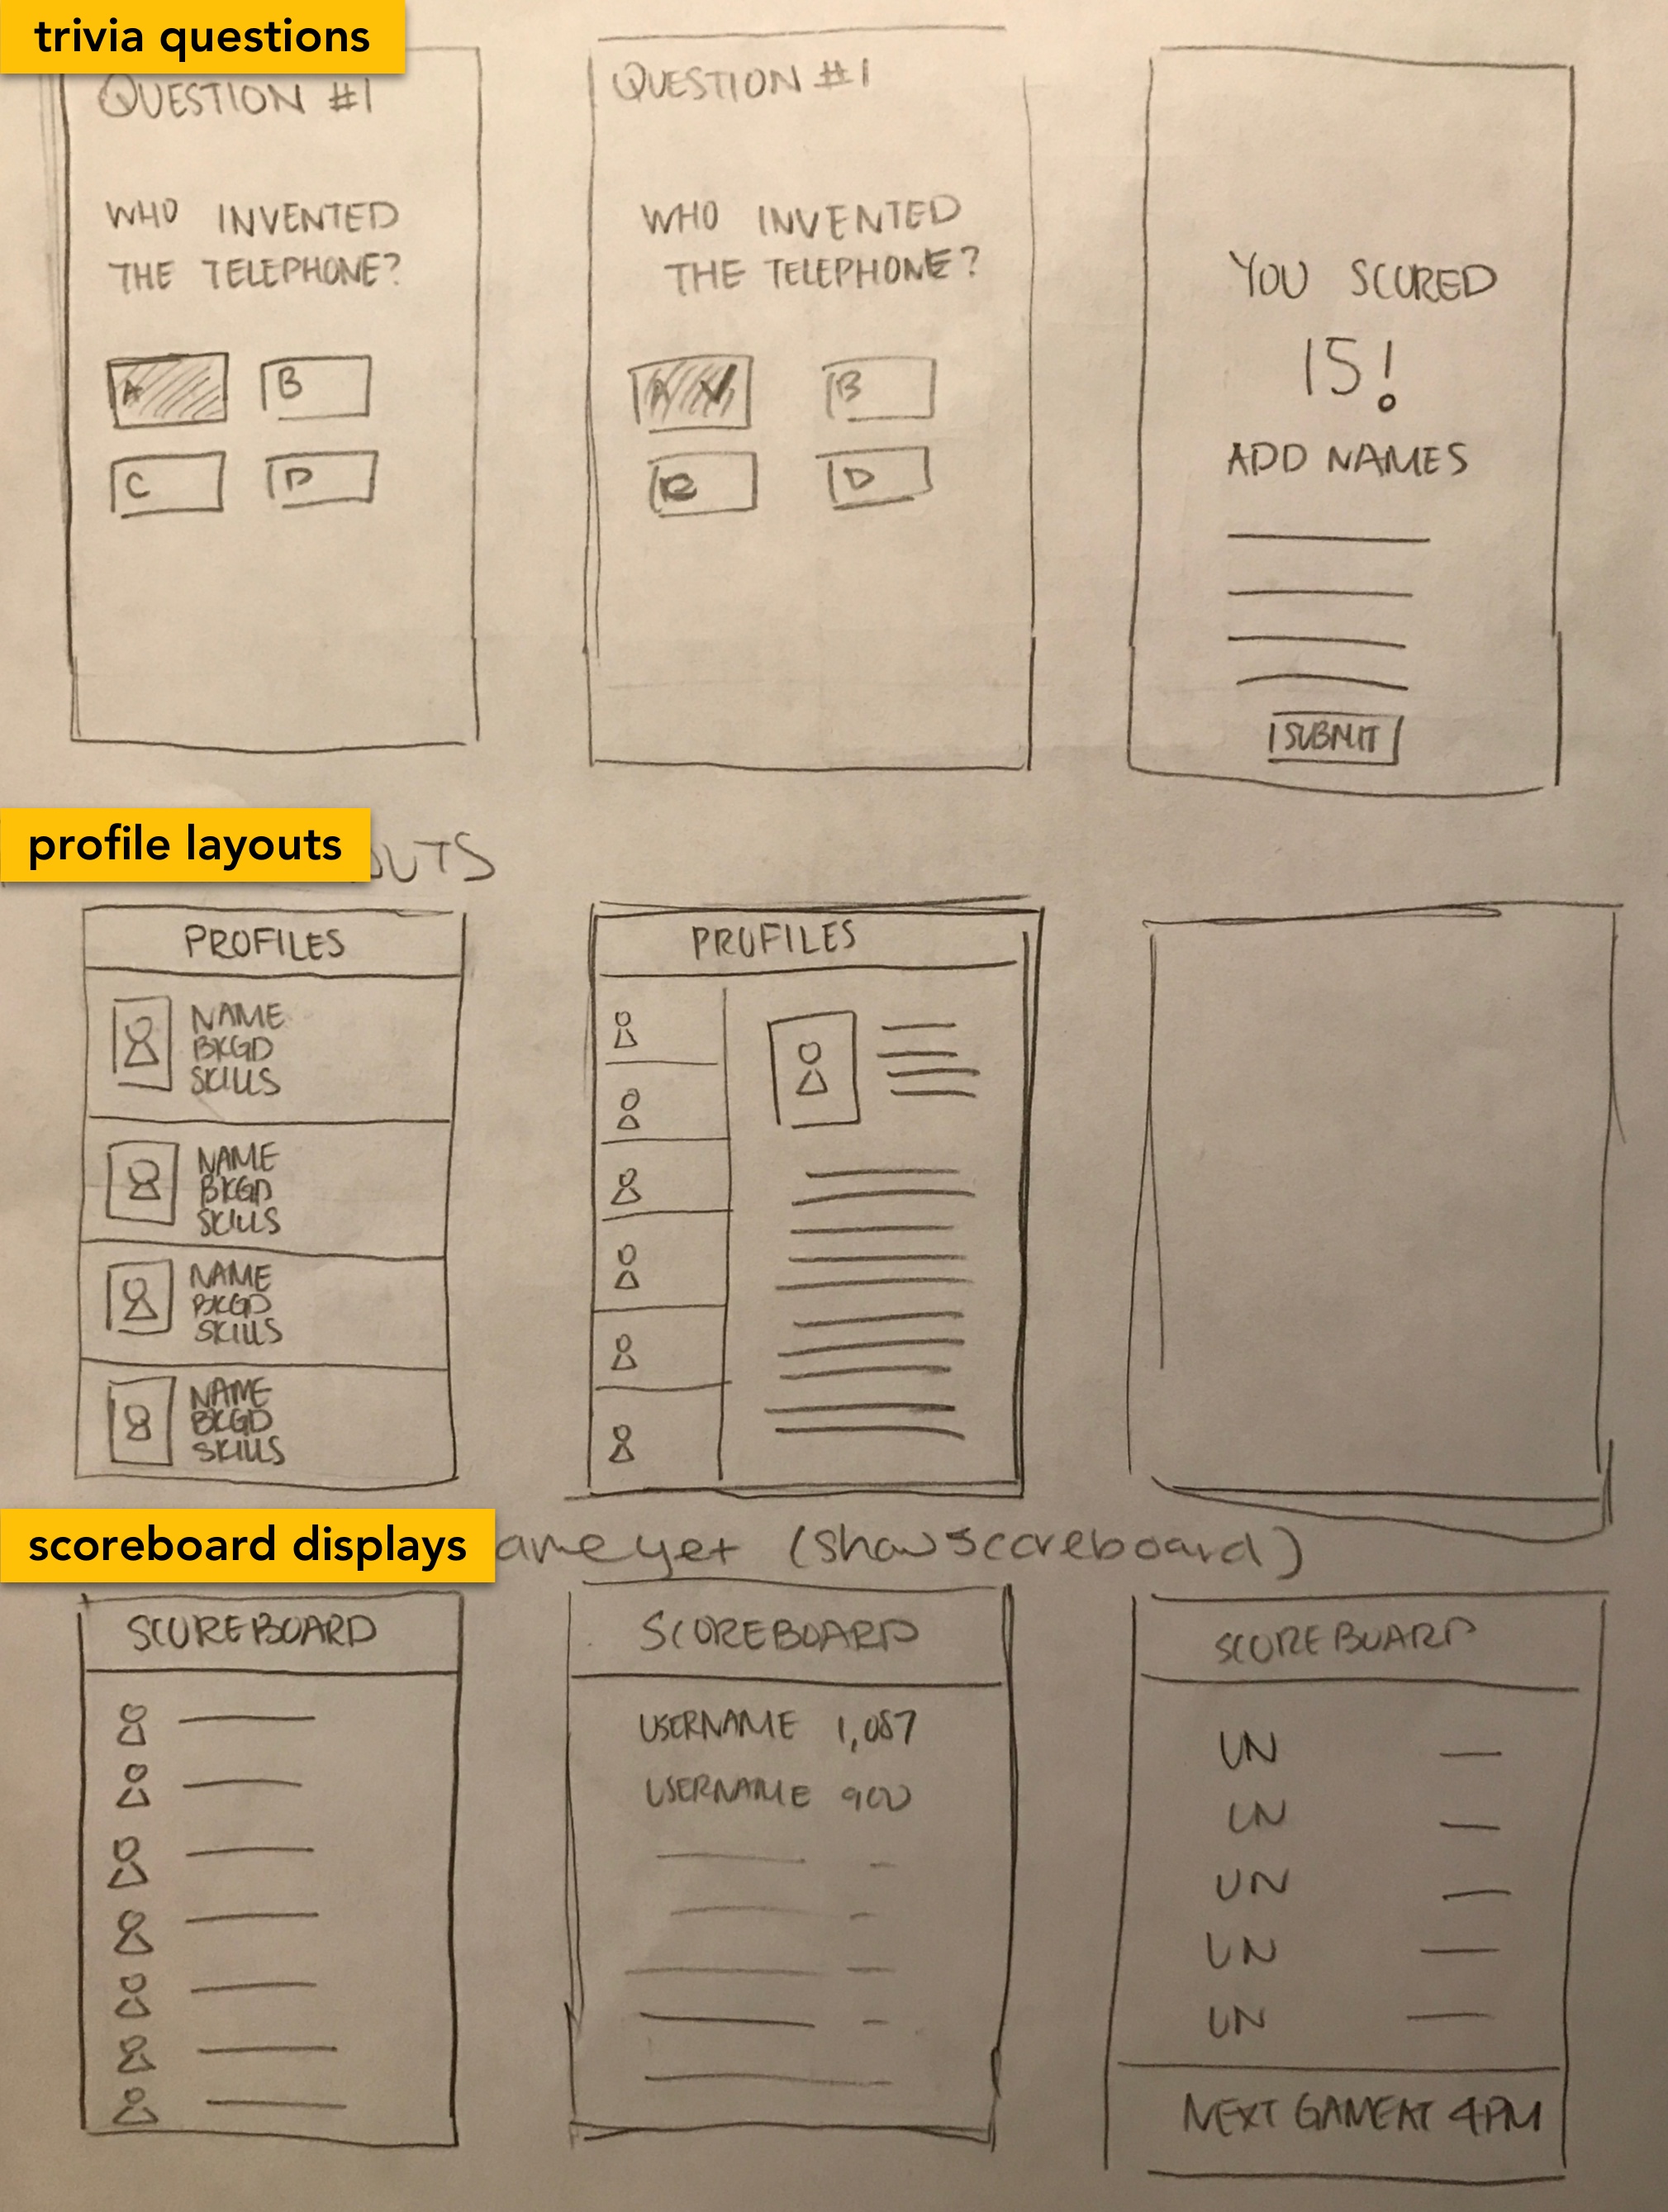 trivia questions
QUESTION #1
WHO INVENTED
THE TELEPHONE?
A
B
C
D
QUESTION #1
WHO INVENTED
THE TELEPHONE?
A
B
C
D
YOU SCORED
15!
ADD NAMES
SUBMIT
profile layouts
OUTS
PROFILES
NAME
BKGD
SKILLS
NAME
BKGD
SKILLS
NAME
BKGD
SKILLS
NAME
BKGD
SKILLS
PROFILES
scoreboard displays
ame yet (show scoreboard)
SCOREBOARD
SCOREBOARD
USERNAME 1,087
USERNAME 900
SCOREBOARD
UN
UN
UN
UN
UN
NEXT GAME AT 4PM